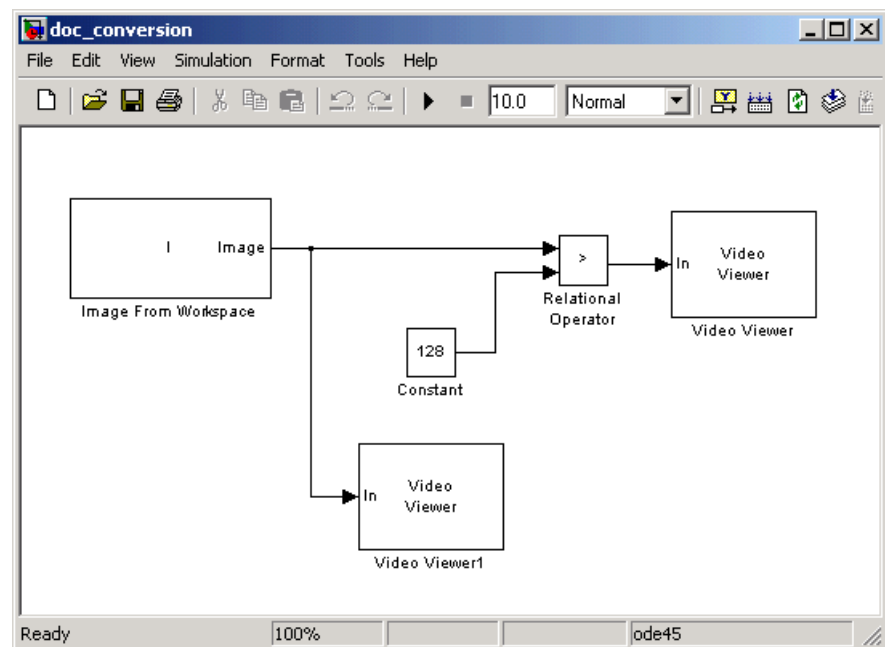 doc_conversion
File Edit View Simulation Format Tools Help
10.0 Normal
I Image
Image From Workspace
>
Relational
Operator
In Video
Viewer
Video Viewer
128
Constant
In Video
Viewer
Video Viewer1
Ready 100% ode45